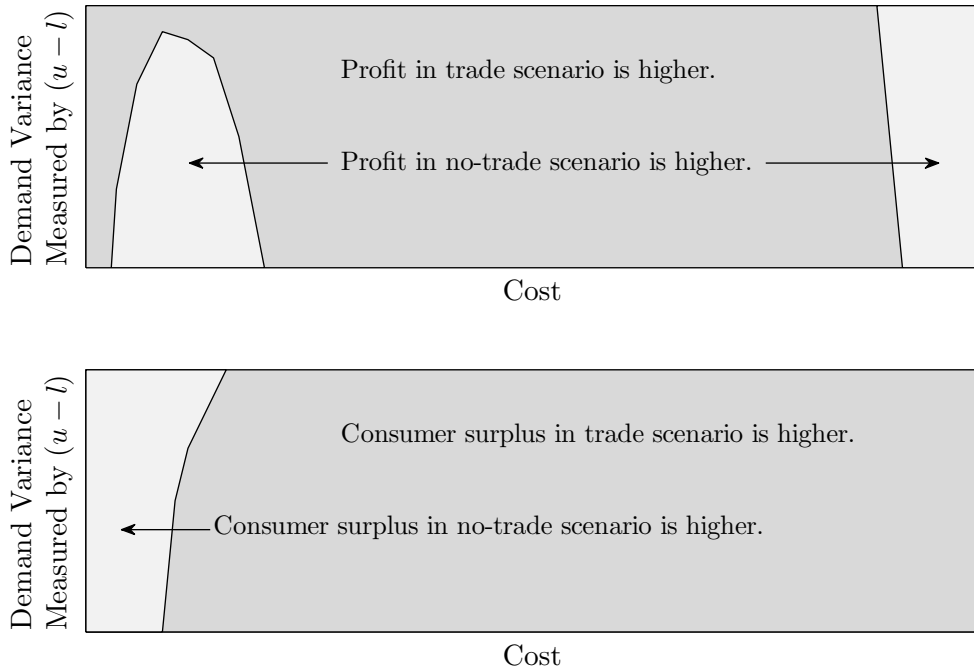 Demand Variance
Measured by (u − l)
Profit in trade scenario is higher.
Profit in no-trade scenario is higher.
Cost
Demand Variance
Measured by (u − l)
Consumer surplus in trade scenario is higher.
Consumer surplus in no-trade scenario is higher.
Cost